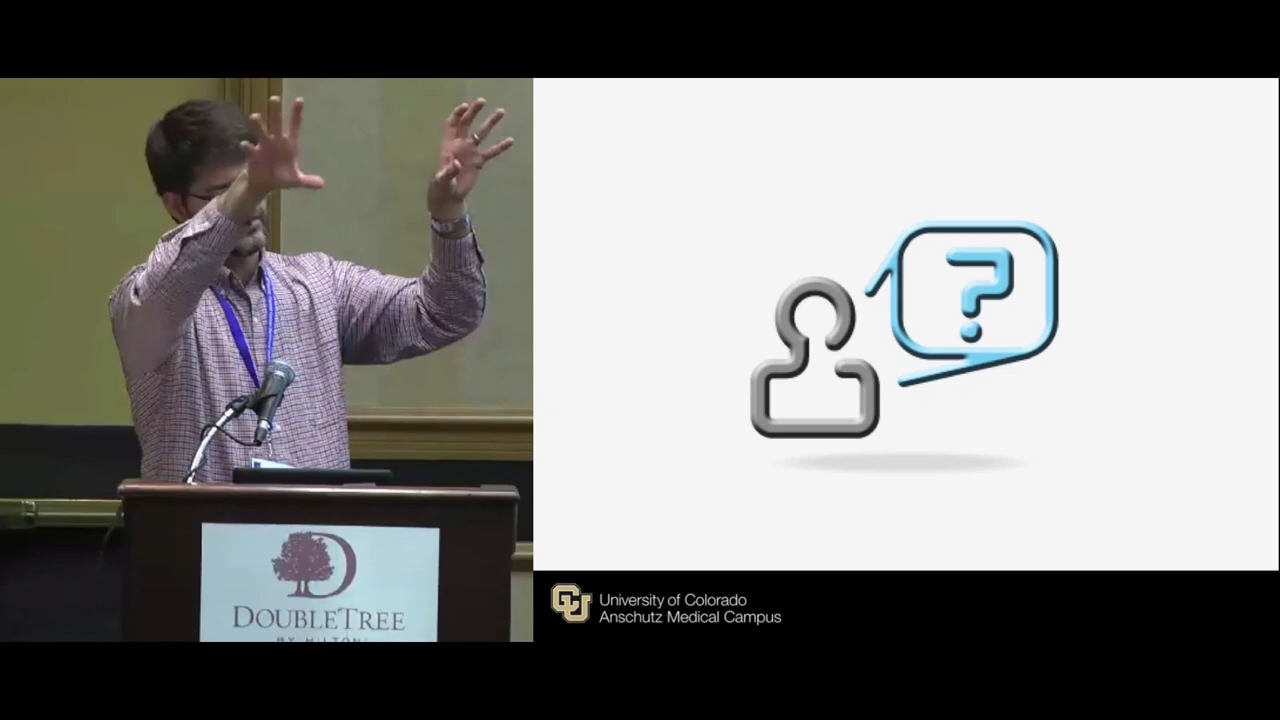 ?
DOUBLETREE
BY HILTON
University of Colorado
Anschutz Medical Campus